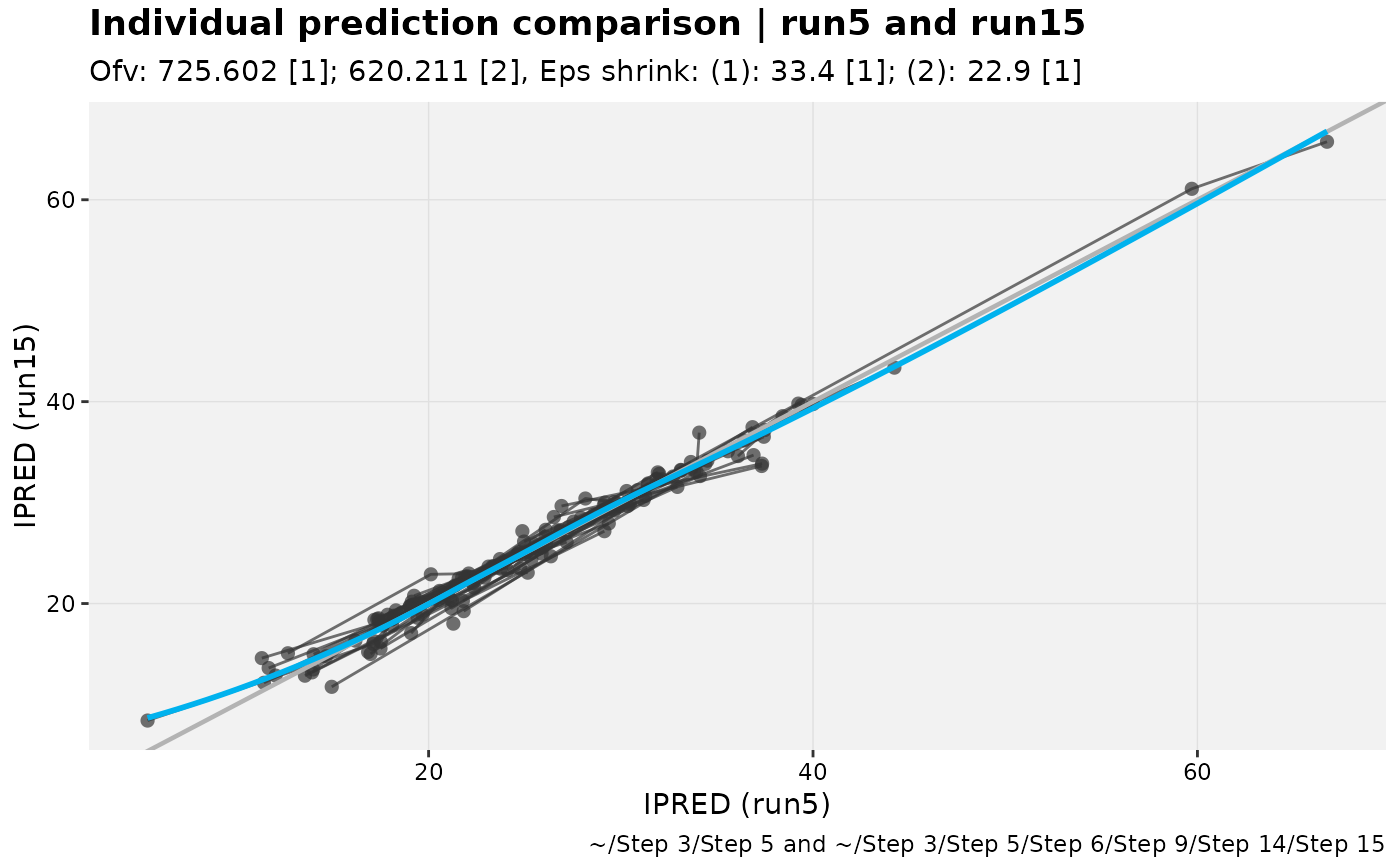 Individual prediction comparison | run5 and run15
Ofv: 725.602 [1]; 620.211 [2], Eps shrink: (1): 33.4 [1]; (2): 22.9 [1]
IPRED (run15)
60
40
20
20 40 60
IPRED (run5)
~/Step 3/Step 5 and ~/Step 3/Step 5/Step 6/Step 9/Step 14/Step 15